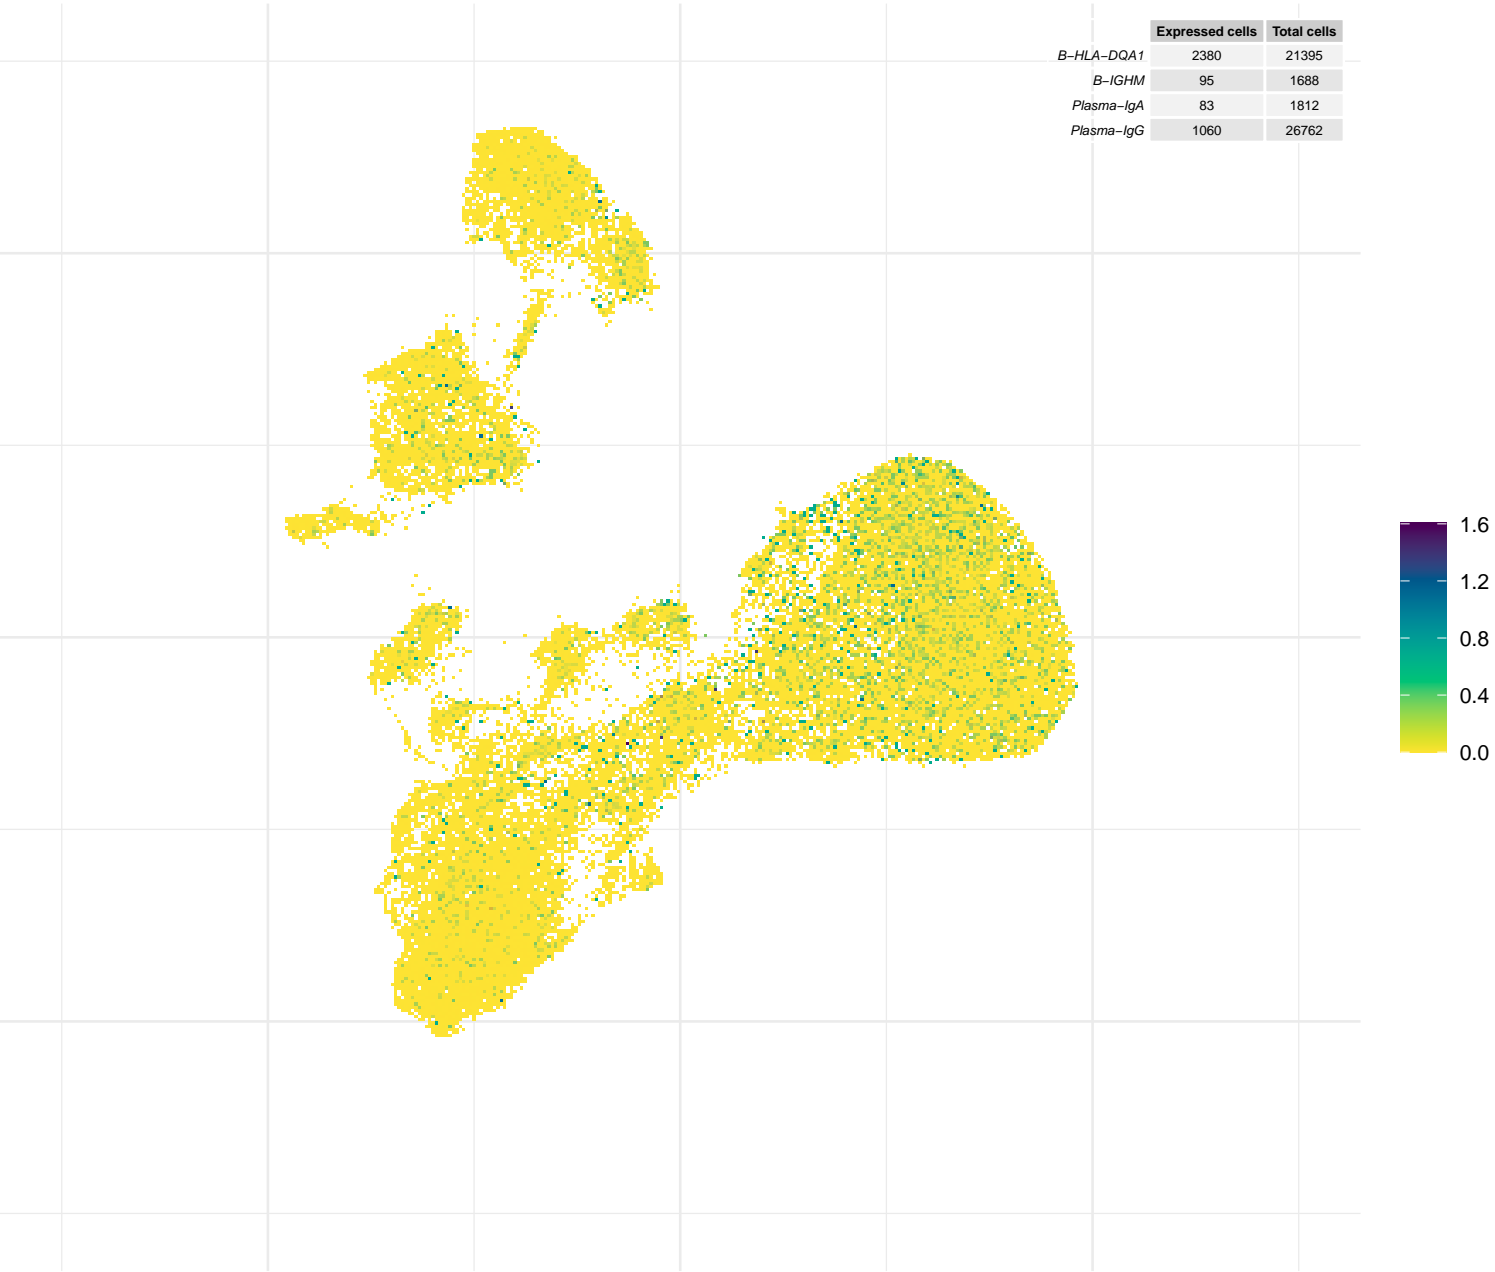 Expressed cells Total cells
B−HLA−DQA1 2380 21395
B−IGHM 95 1688
Plasma−IgA 83 1812
Plasma−IgG 1060 26762
1.6
1.2
0.8
0.4
0.0